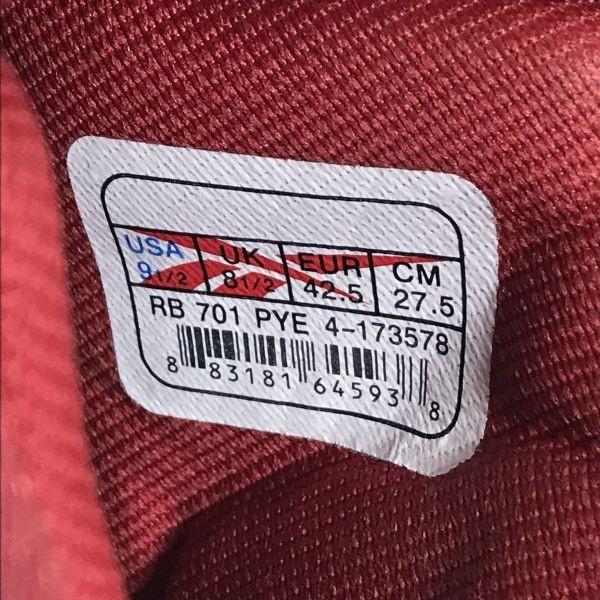 USA UK EUR CM
9 1/2 8 1/2 42.5 27.5
RB 701 PYE 4-173578
8 83181 64593 8